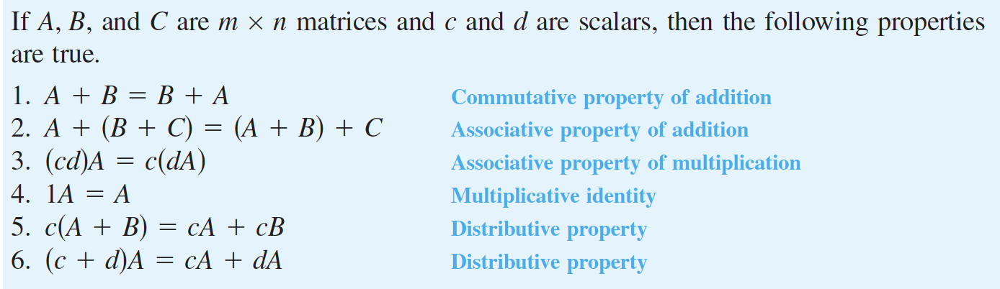 If A, B, and C are m × n matrices and c and d are scalars, then the following properties
are true.
1. A + B = B + A Commutative property of addition
2. A + (B + C) = (A + B) + C Associative property of addition
3. (cd)A = c(dA) Associative property of multiplication
4. 1A = A Multiplicative identity
5. c(A + B) = cA + cB Distributive property
6. (c + d)A = cA + dA Distributive property